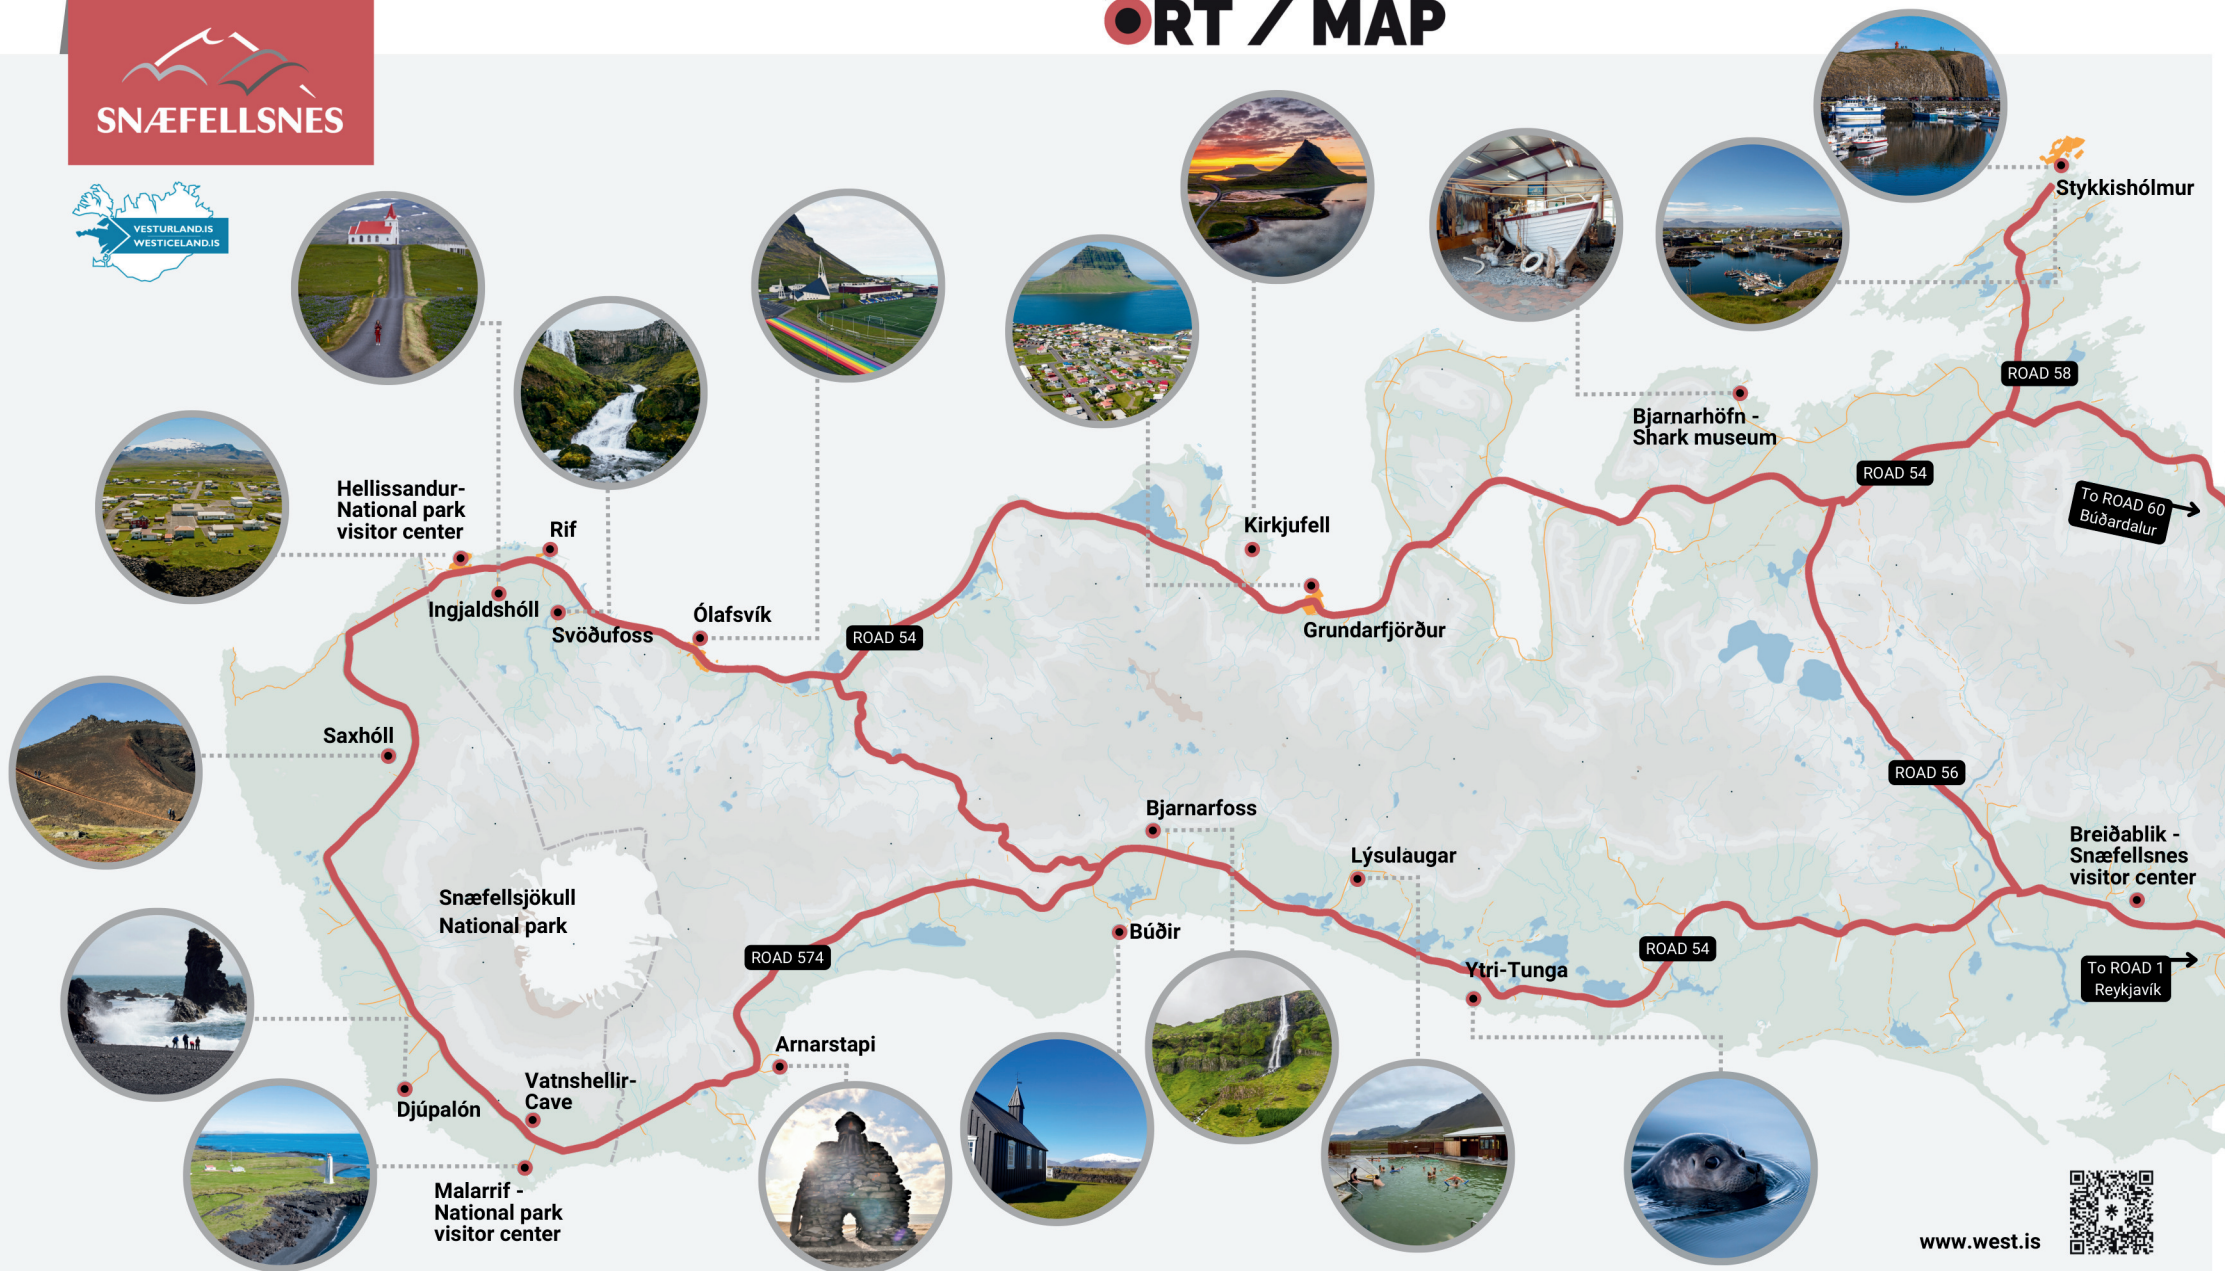 ORT / MAP
SNÆFELLSNES
VESTURLAND.IS
WESTICELAND.IS
Stykkishólmur
ROAD 58
Bjarnarhöfn -
Shark museum
ROAD 54
To ROAD 60
Búðardalur
Hellissandur-
National park
visitor center
Rif
Kirkjufell
Ingjaldshóll
Svöðufoss
Ólafsvík
ROAD 54
Grundarfjörður
Saxhóll
ROAD 56
Bjarnarfoss
Breiðablik -
Snæfellsnes
visitor center
Lýsulaugar
Snæfellsjökull
National park
Búðir
ROAD 574
ROAD 54
Ytri-Tunga
To ROAD 1
Reykjavík
Arnarstapi
Vatnshellir-
Cave
Djúpalón
Malarrif -
National park
visitor center
www.west.is